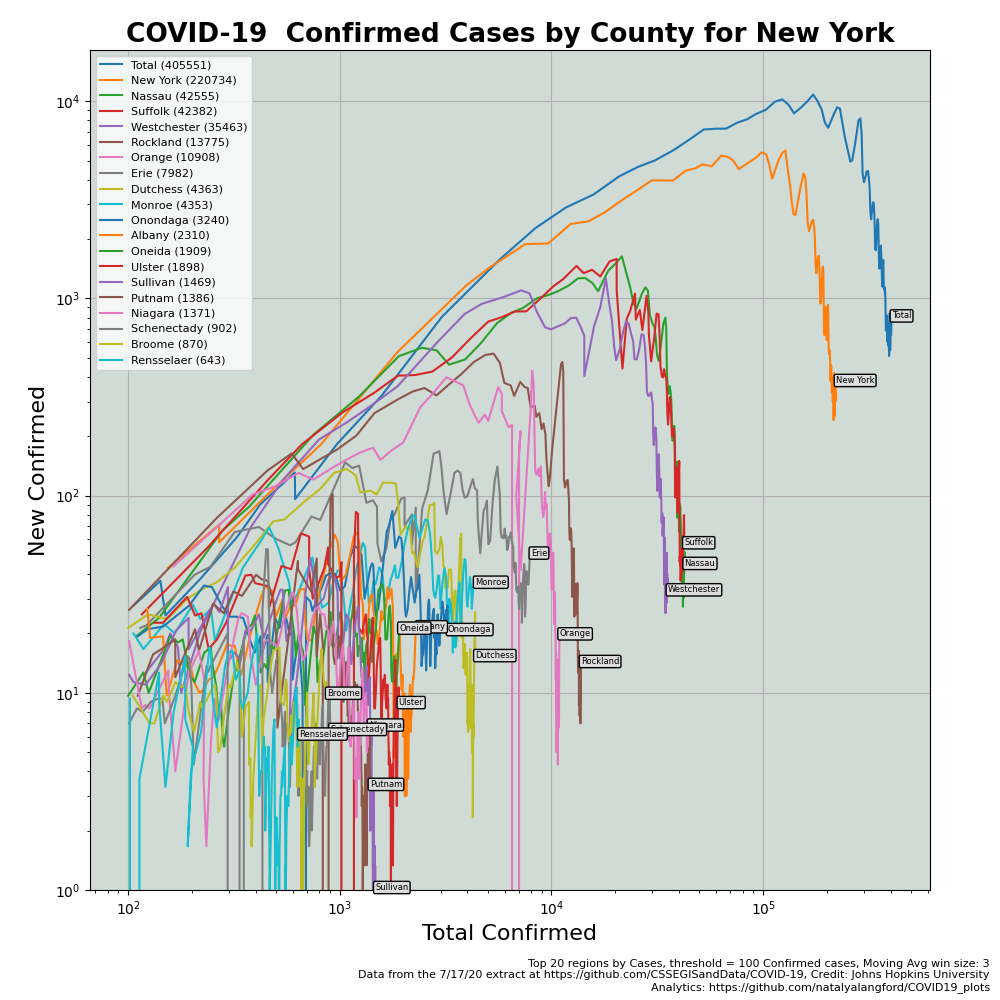 COVID-19  Confirmed Cases by County for New York
Total (405551)
New York (220734)
Nassau (42555)
Suffolk (42382)
Westchester (35463)
Rockland (13775)
Orange (10908)
Erie (7982)
Dutchess (4363)
Monroe (4353)
Onondaga (3240)
Albany (2310)
Oneida (1909)
Ulster (1898)
Sullivan (1469)
Putnam (1386)
Niagara (1371)
Schenectady (902)
Broome (870)
Rensselaer (643)
New Confirmed
10⁴
10³
10²
10¹
10⁰
Total
New York
Suffolk
Nassau
Westchester
Erie
Monroe
Oneida
Onondaga
Orange
Dutchess
Rockland
Broome
Ulster
Rensselaer
Putnam
Sullivan
10²
10³
10⁴
10⁵
Total Confirmed
Top 20 regions by Cases, threshold = 100 Confirmed cases, Moving Avg win size: 3
Data from the 7/17/20 extract at https://github.com/CSSEGISandData/COVID-19, Credit: Johns Hopkins University
Analytics: https://github.com/natalyalangford/COVID19_plots